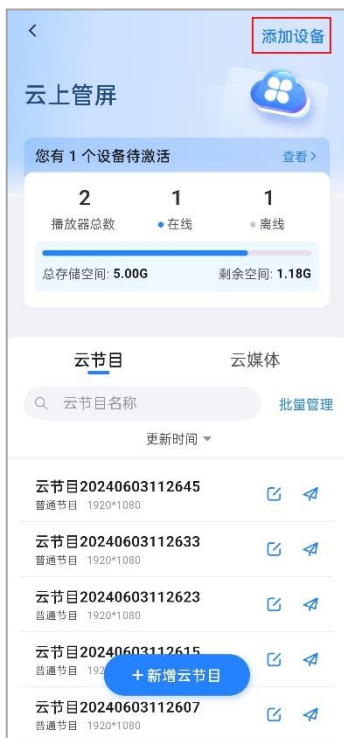 添加设备
云上管屏
您有 1 个设备待激活 查看>
2 1 1
播放器总数 在线 离线
总存储空间: 5.00G 剩余空间: 1.18G
云节目 云媒体
云节目名称 批量管理
更新时间
云节目20240603112645
普通节目 1920*1080
云节目20240603112633
普通节目 1920*1080
云节目20240603112623
普通节目 1920*1080
云节目20240603112615
普通节目 192
+新增云节目
云节目20240603112607
普通节目 1920*1080